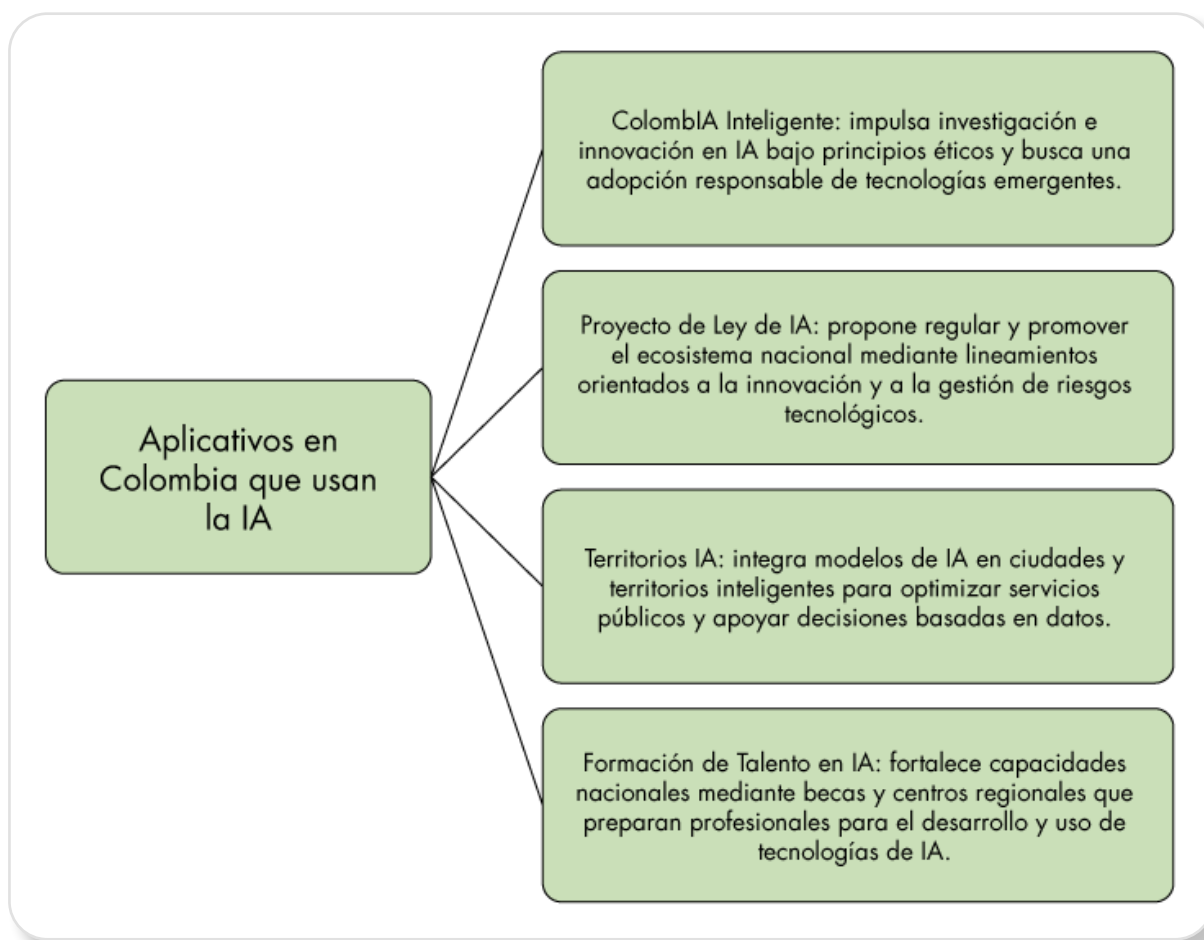 Aplicativos en
Colombia que usan
la IA
ColombIA Inteligente: impulsa investigación e
innovación en IA bajo principios éticos y busca una
adopción responsable de tecnologías emergentes.
Proyecto de Ley de IA: propone regular y promover
el ecosistema nacional mediante lineamientos
orientados a la innovación y a la gestión de riesgos
tecnológicos.
Territorios IA: integra modelos de IA en ciudades y
territorios inteligentes para optimizar servicios
públicos y apoyar decisiones basadas en datos.
Formación de Talento en IA: fortalece capacidades
nacionales mediante becas y centros regionales que
preparan profesionales para el desarrollo y uso de
tecnologías de IA.